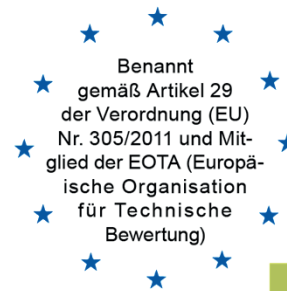 Benannt
gemäß Artikel 29
der Verordnung (EU)
Nr. 305/2011 und Mit-
glied der EOTA (Europä-
ische Organisation
für Technische
Bewertung)